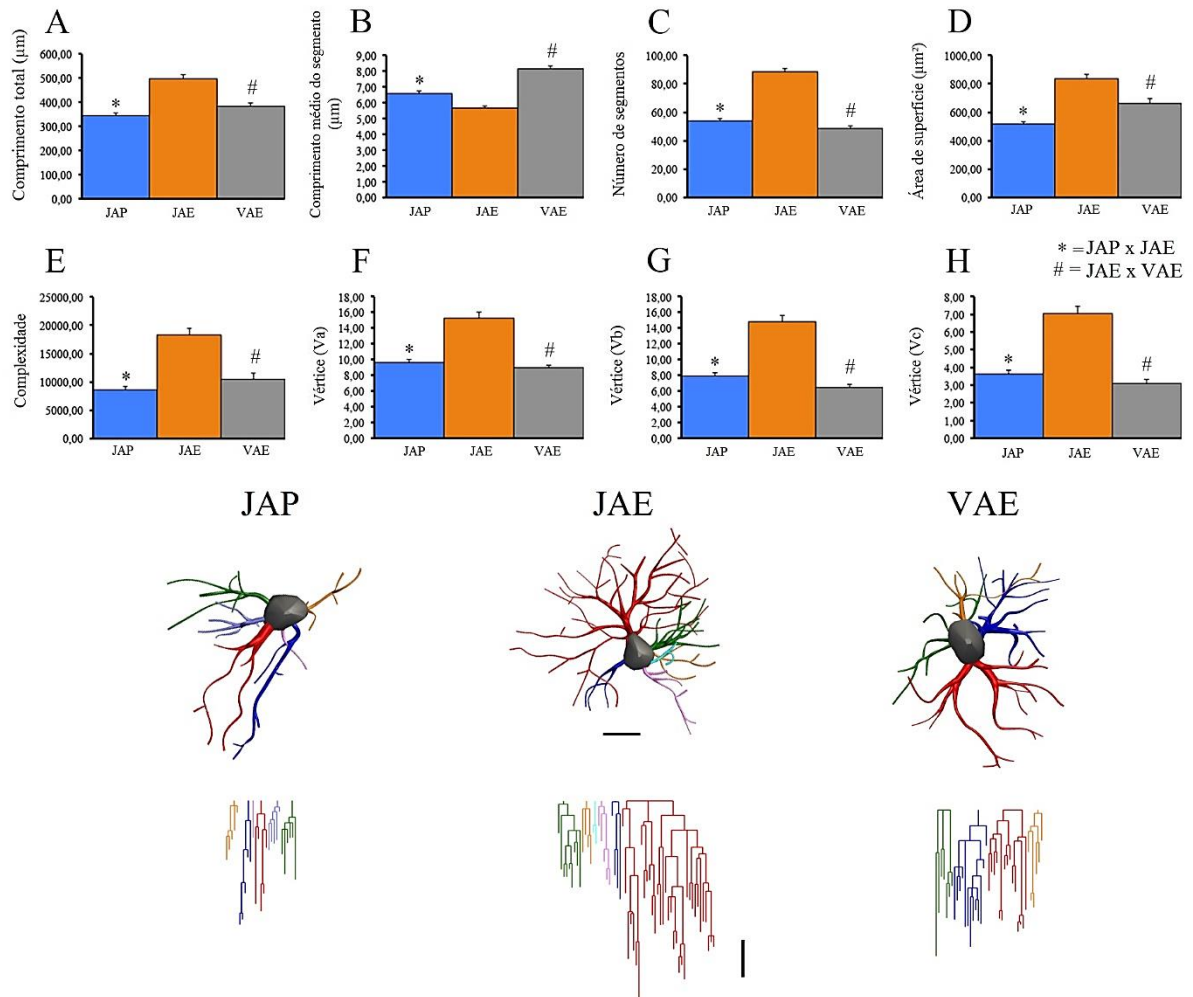 A
Comprimento total (µm)
600,00
500,00
400,00
300,00
200,00
100,00
0,00
*
#
JAP JAE VAE
B
Comprimento médio do segmento (µm)
9,00
8,00
7,00
6,00
5,00
4,00
3,00
2,00
1,00
0,00
*
#
JAP JAE VAE
C
Número de segmentos
100,00
80,00
60,00
40,00
20,00
0,00
*
#
JAP JAE VAE
D
Área de superfície (µm²)
1000,00
800,00
600,00
400,00
200,00
0,00
*
#
JAP JAE VAE
* =JAP x JAE
# = JAE x VAE
E
Complexidade
25000,00
20000,00
15000,00
10000,00
5000,00
0,00
*
#
JAP JAE VAE
F
Vértice (Va)
18,00
16,00
14,00
12,00
10,00
8,00
6,00
4,00
2,00
0,00
*
#
JAP JAE VAE
G
Vértice (Vb)
18,00
16,00
14,00
12,00
10,00
8,00
6,00
4,00
2,00
0,00
*
#
JAP JAE VAE
H
Vértice (Vc)
8,00
7,00
6,00
5,00
4,00
3,00
2,00
1,00
0,00
*
#
JAP JAE VAE
JAP JAE VAE